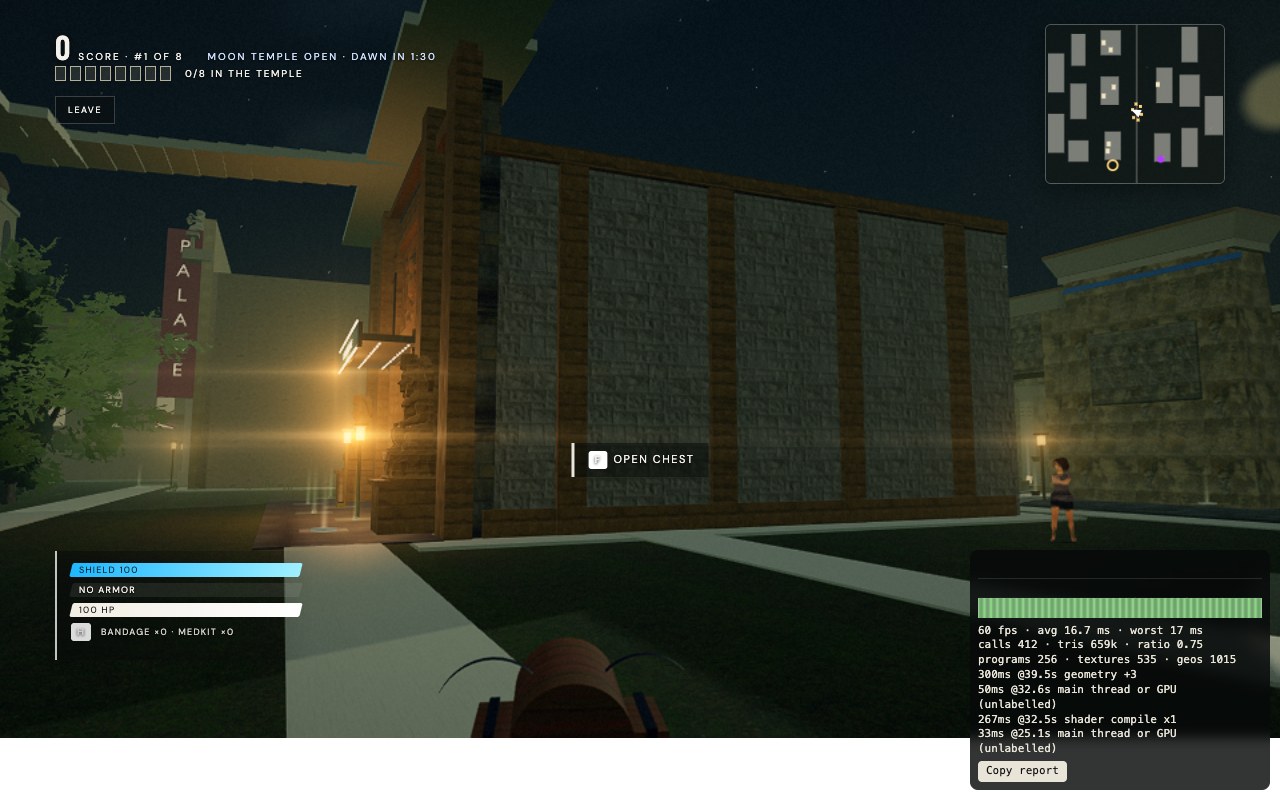 0 SCORE · #1 OF 8 MOON TEMPLE OPEN · DAWN IN 1:30
0/8 IN THE TEMPLE
LEAVE
PALACE
F OPEN CHEST
SHIELD 100
NO ARMOR
100 HP
BANDAGE ×0 · MEDKIT ×0
60 fps · avg 16.7 ms · worst 17 ms
calls 412 · tris 659k · ratio 0.75
programs 256 · textures 535 · geos 1015
300ms @39.5s geometry +3
50ms @32.6s main thread or GPU
(unlabelled)
267ms @32.5s shader compile x1
33ms @25.1s main thread or GPU
(unlabelled)
Copy report